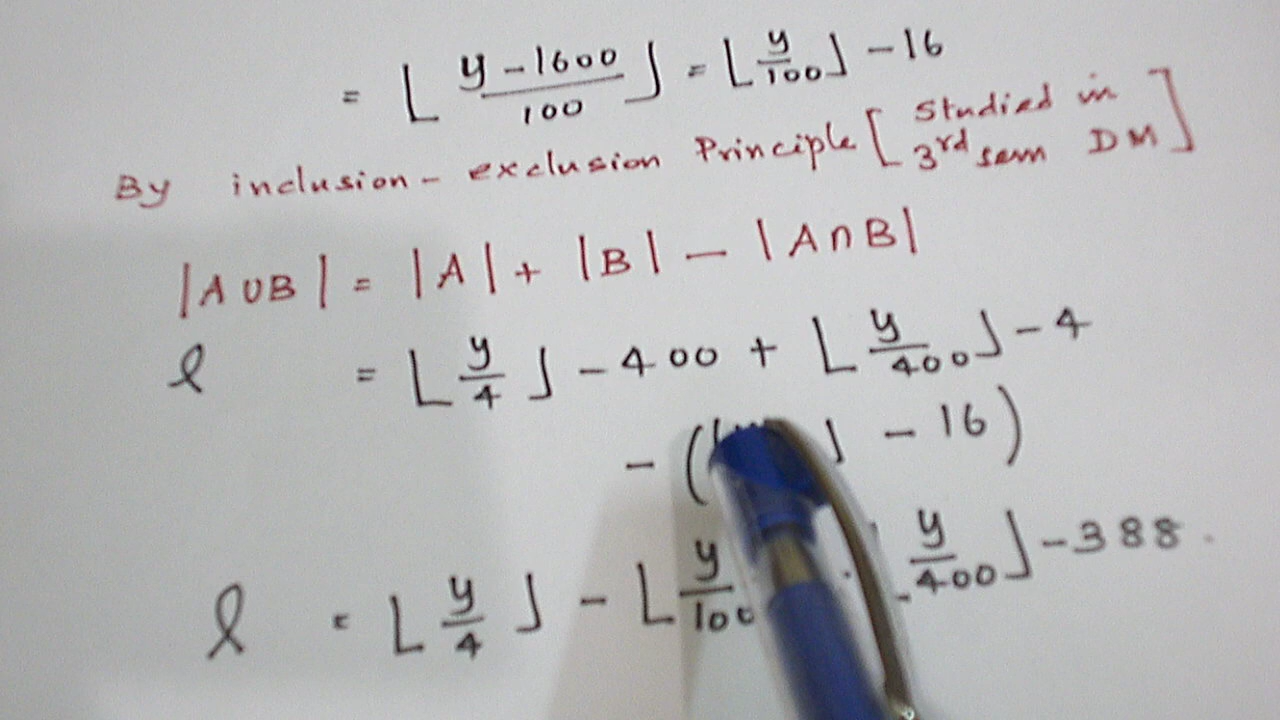 = ⌊ y - 1600 / 100 ⌋ = ⌊ y / 100 ⌋ - 16
By inclusion - exclusion Principle [ Studied in 3rd sem DM ]
|A∪B| = |A| + |B| - |A∩B|
l = ⌊ y / 4 ⌋ - 400 + ⌊ y / 400 ⌋ - 4
- ( ⌋ - 16 )
l = ⌊ y / 4 ⌋ - ⌊ y / 100 y / 400 ⌋ - 388.